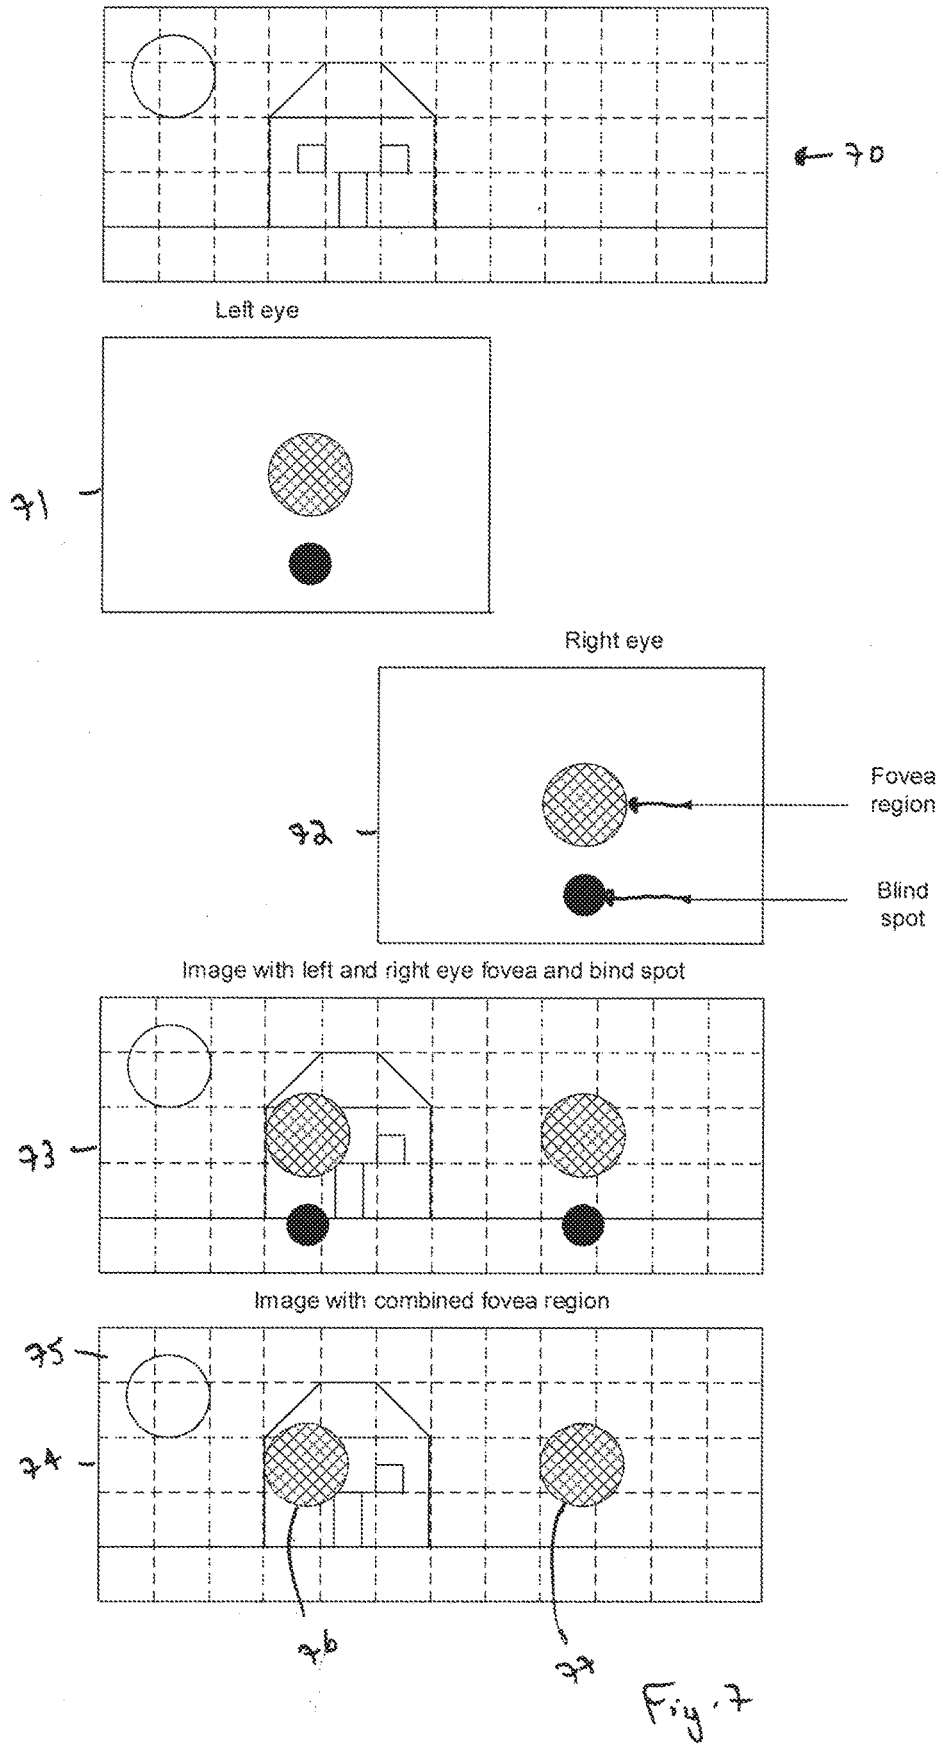 70
Left eye
71
Right eye
Fovea
region
72
Blind
spot
Image with left and right eye fovea and bind spot
73
Image with combined fovea region
75
74
76
77
Fig. 7